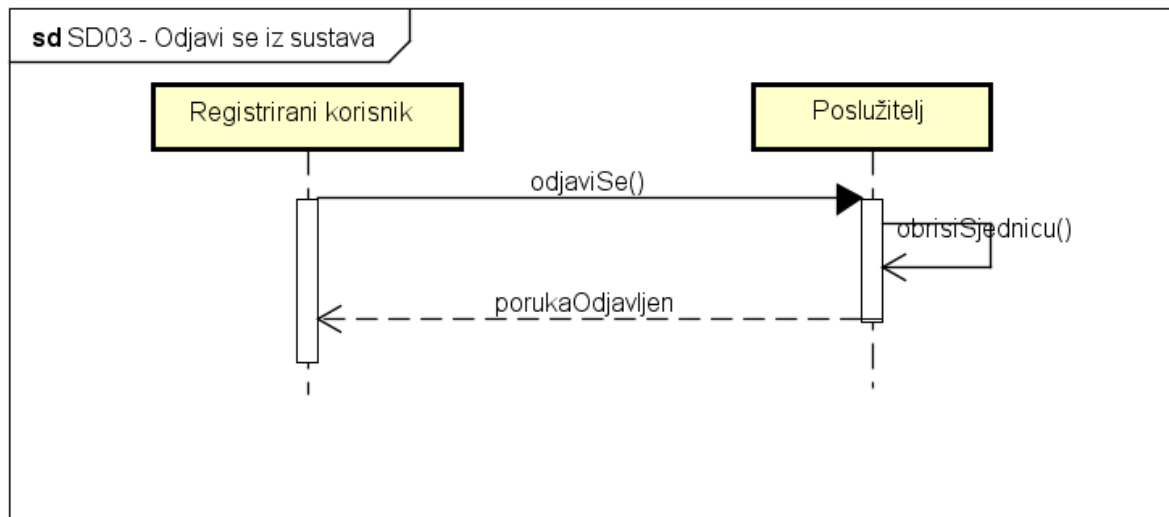 sd SD03 - Odjavi se iz sustava
Registrirani korisnik
Poslužitelj
odjaviSe()
obrisiSjednicu()
porukaOdjavljen